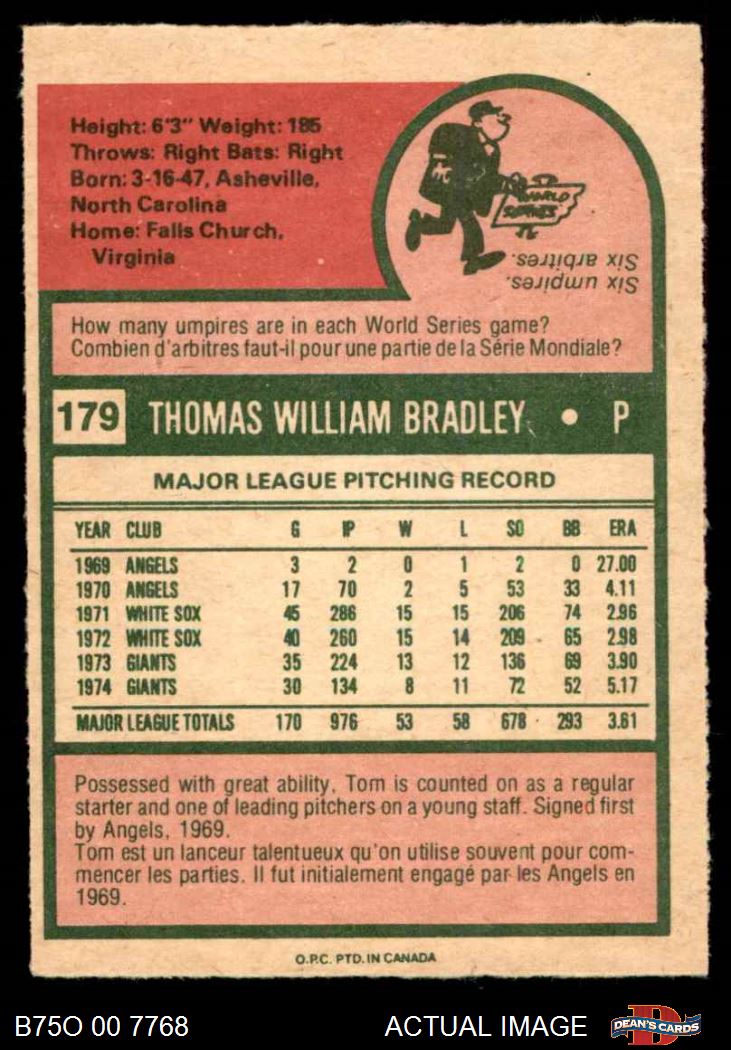 Height: 6'3" Weight: 185
Throws: Right Bats: Right
Born: 3-16-47, Asheville,
North Carolina
Home: Falls Church,
Virginia
WORLD
SERIES
Six arbitres.
Six umpires.
How many umpires are in each World Series game?
Combien d'arbitres faut-il pour une partie de la Série Mondiale?
179 THOMAS WILLIAM BRADLEY • P
MAJOR LEAGUE PITCHING RECORD
YEAR CLUB G IP W L SO BB ERA
1969 ANGELS 3 2 0 1 2 0 27.00
1970 ANGELS 17 70 2 5 53 33 4.11
1971 WHITE SOX 45 286 15 15 206 74 2.96
1972 WHITE SOX 40 260 15 14 209 65 2.98
1973 GIANTS 35 224 13 12 136 69 3.90
1974 GIANTS 30 134 8 11 72 52 5.17
MAJOR LEAGUE TOTALS 170 976 53 58 678 293 3.61
Possessed with great ability, Tom is counted on as a regular
starter and one of leading pitchers on a young staff. Signed first
by Angels, 1969.
Tom est un lanceur talentueux qu'on utilise souvent pour com-
mencer les parties. Il fut initialement engagé par les Angels en
1969.
O.P.C. PTD. IN CANADA
B75O 00 7768 ACTUAL IMAGE DEAN'S CARDS